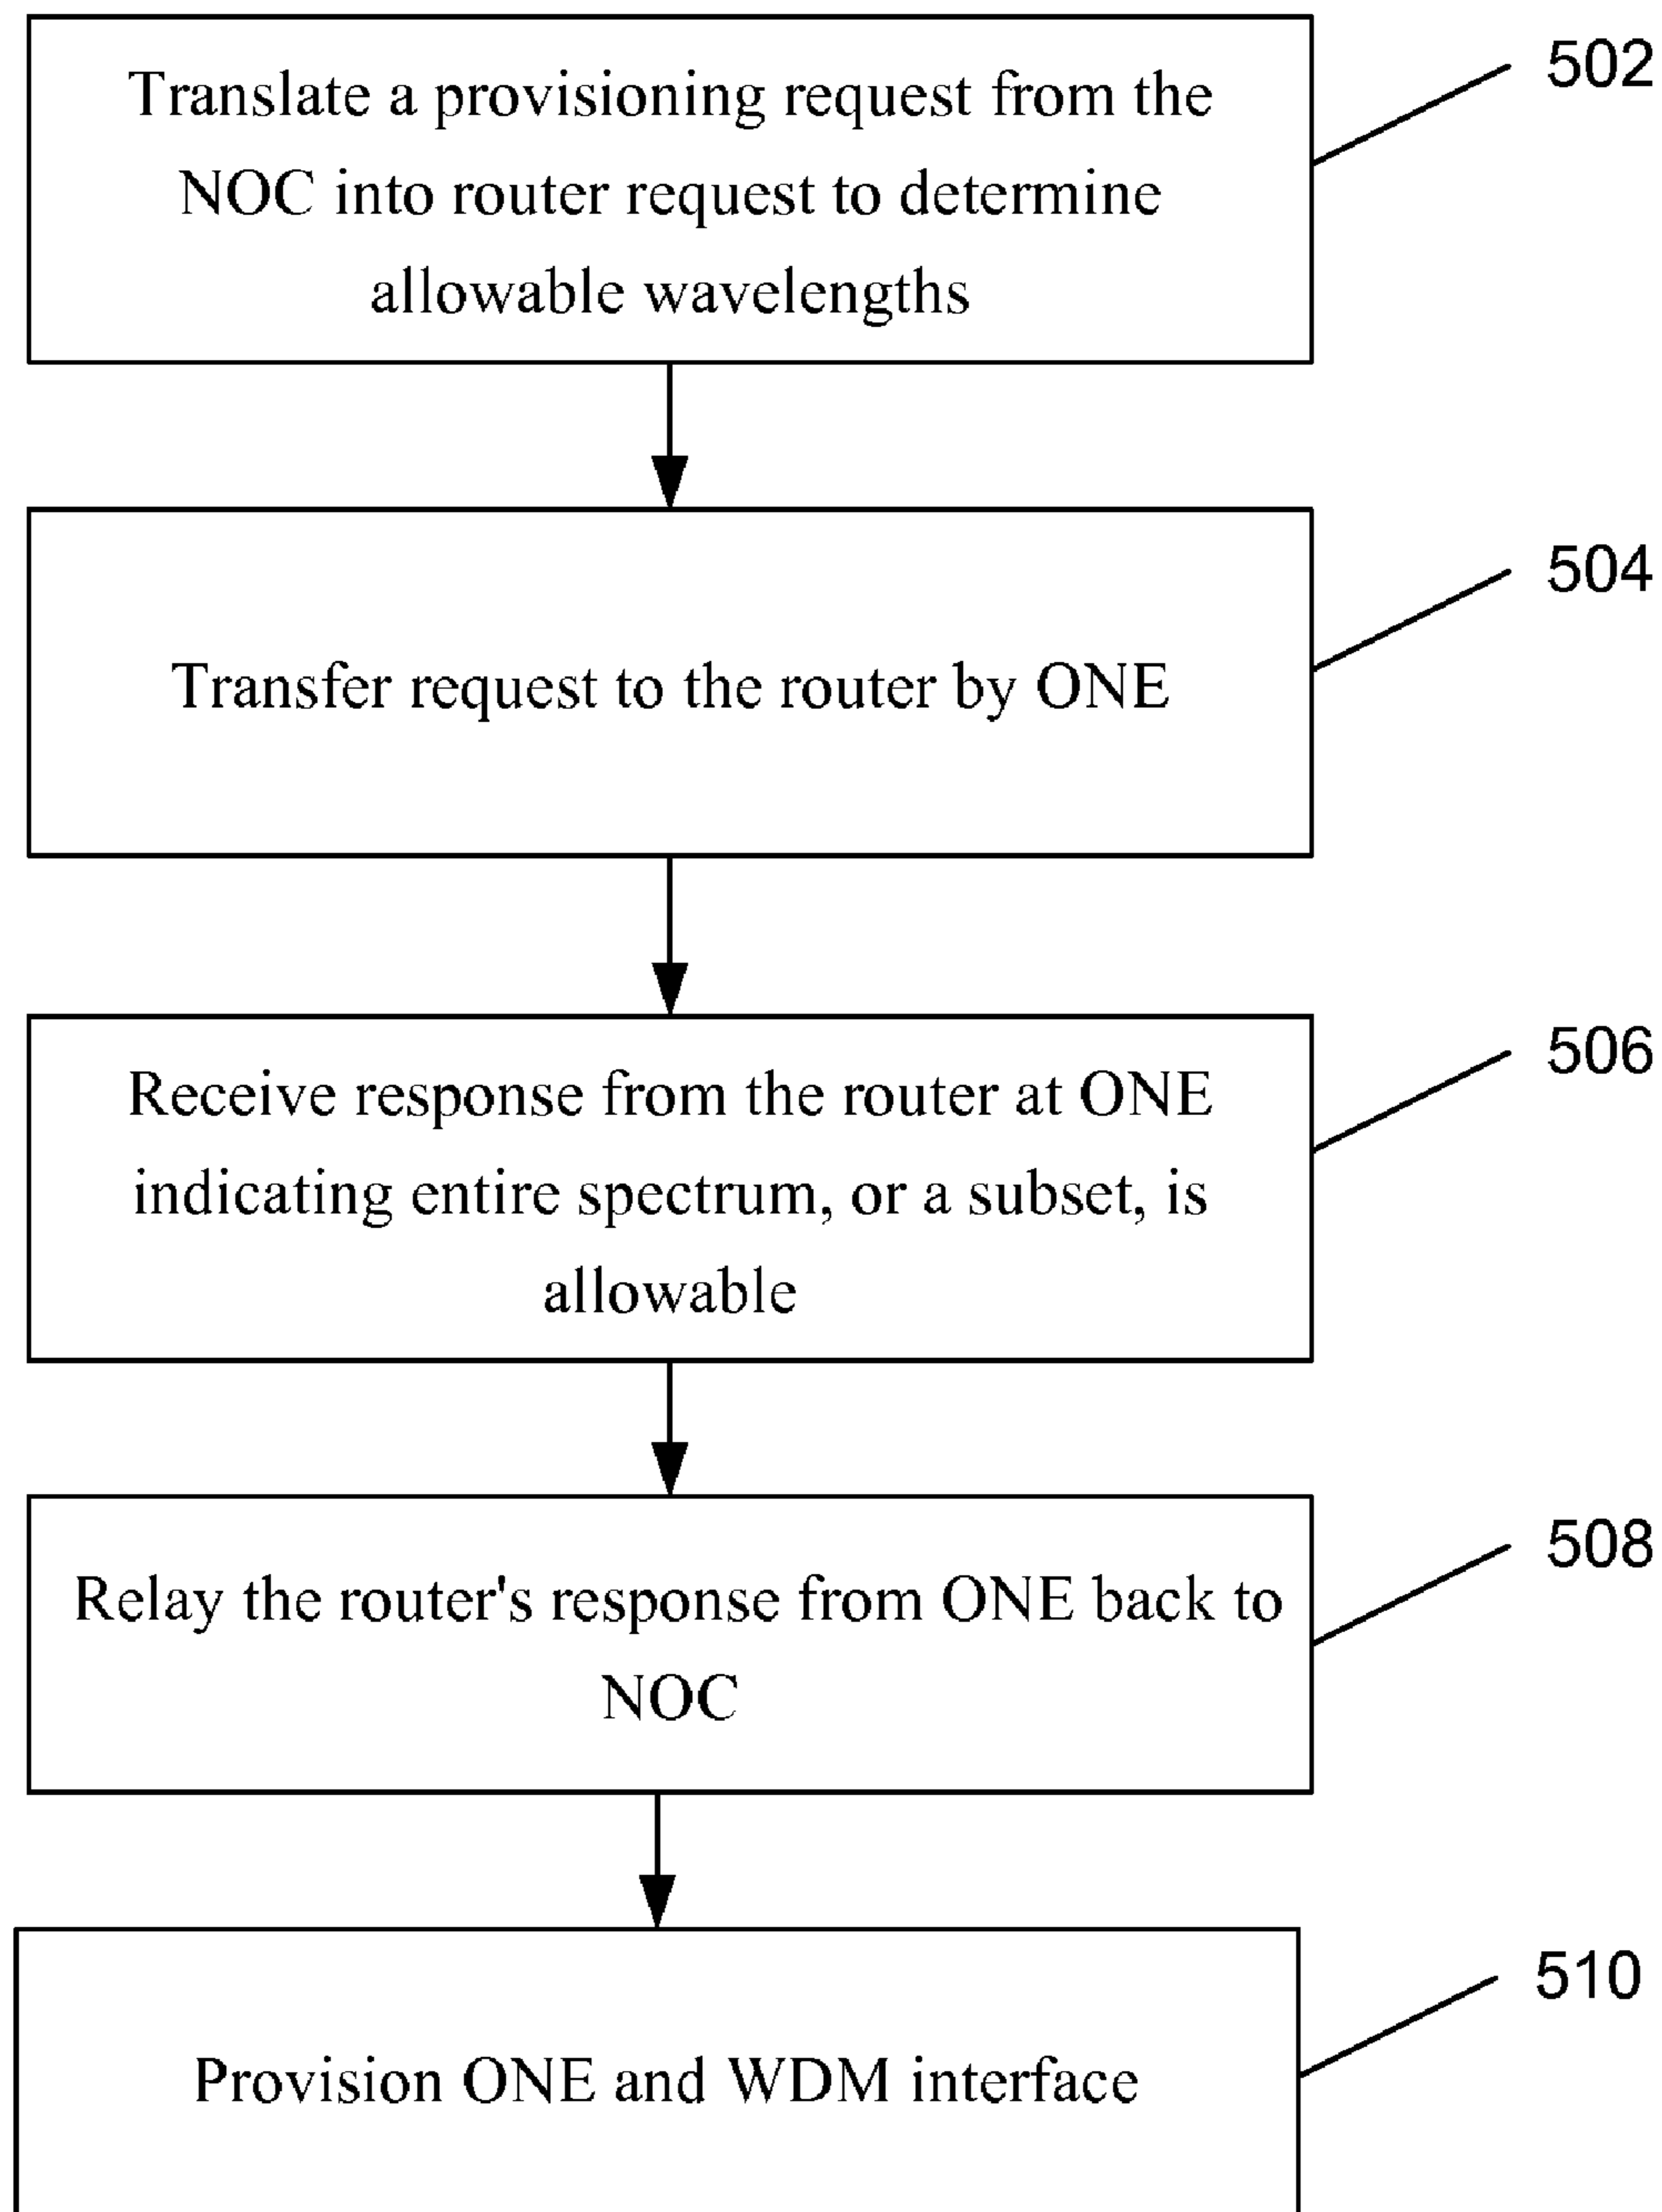 Translate a provisioning request from the
NOC into router request to determine
allowable wavelengths
502
Transfer request to the router by ONE
504
Receive response from the router at ONE
indicating entire spectrum, or a subset, is
allowable
506
Relay the router's response from ONE back to
NOC
508
Provision ONE and WDM interface
510